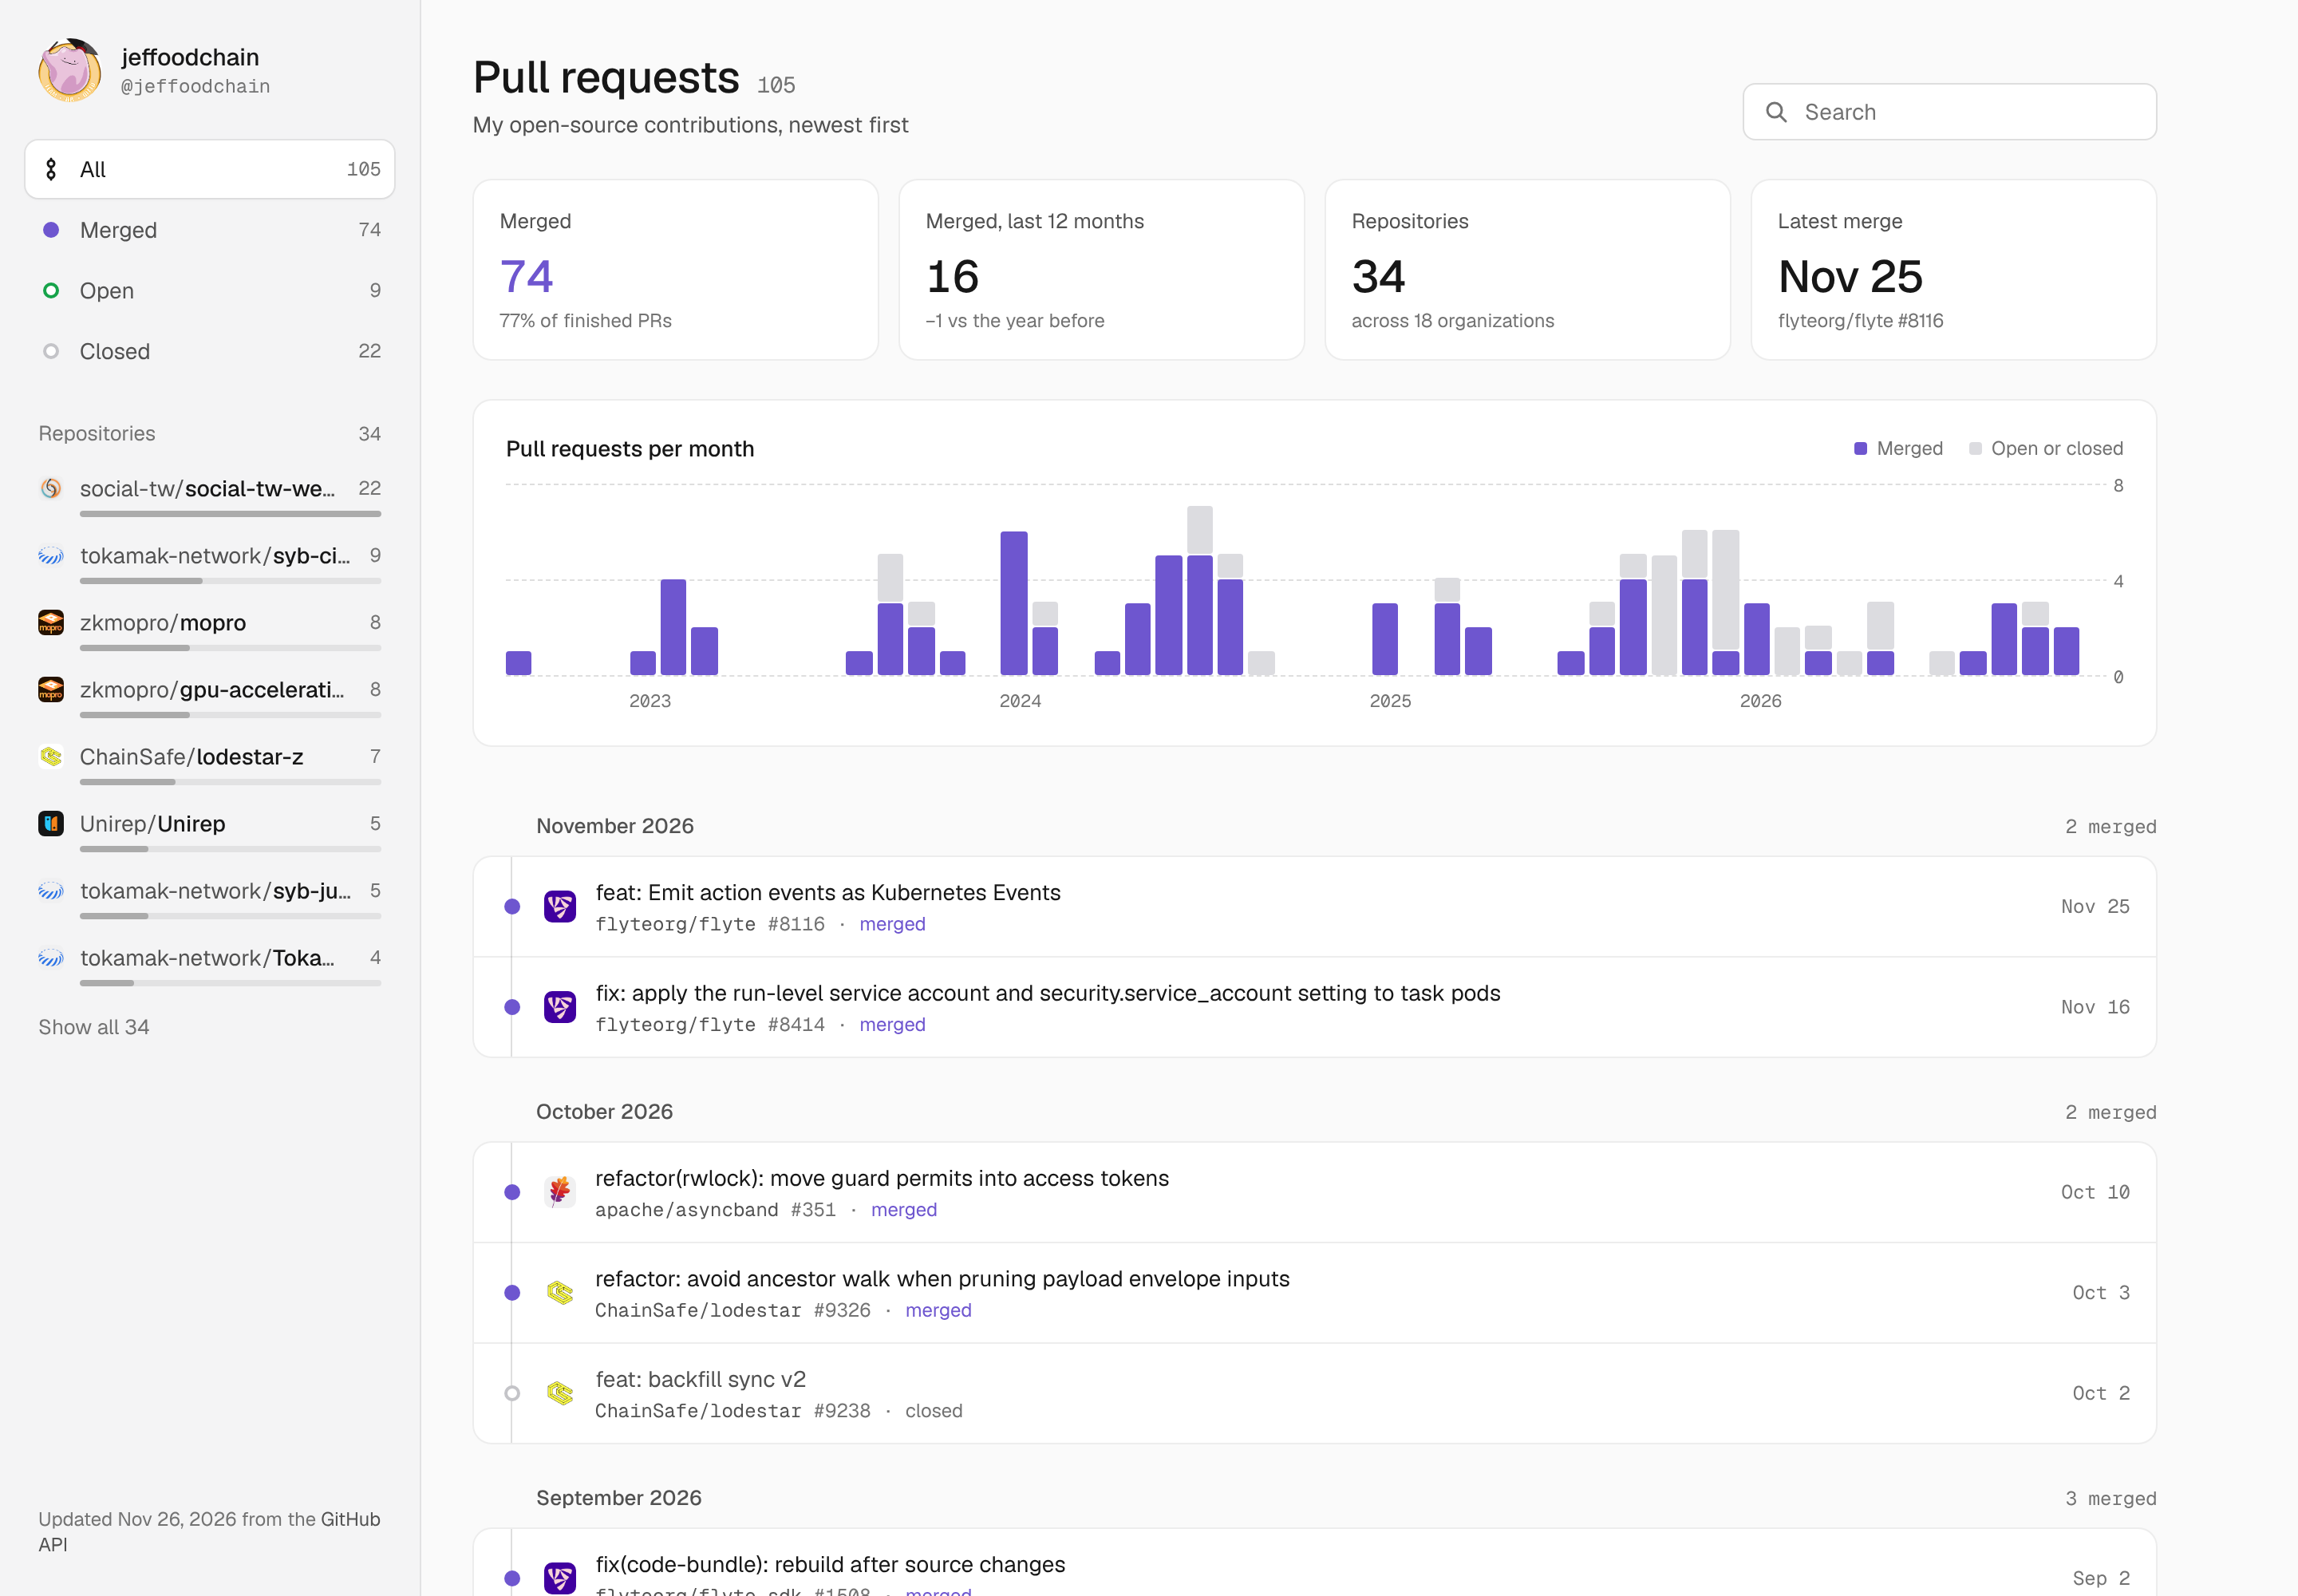 jeffoodchain
@jeffoodchain
All 105
Merged 74
Open 9
Closed 22
Repositories 34
social-tw/social-tw-we... 22
tokamak-network/syb-ci... 9
mopro
zkmopro/mopro 8
mopro
zkmopro/gpu-accelerati... 8
ChainSafe/lodestar-z 7
Unirep/Unirep 5
tokamak-network/syb-ju... 5
tokamak-network/Toka... 4
Show all 34
Updated Nov 26, 2026 from the GitHub
API
Pull requests 105
My open-source contributions, newest first
Search
Merged
74
77% of finished PRs
Merged, last 12 months
16
−1 vs the year before
Repositories
34
across 18 organizations
Latest merge
Nov 25
flyteorg/flyte #8116
Pull requests per month
Merged Open or closed
8
4
0
2023 2024 2025 2026
November 2026 2 merged
feat: Emit action events as Kubernetes Events
flyteorg/flyte #8116 · merged
Nov 25
fix: apply the run-level service account and security.service_account setting to task pods
flyteorg/flyte #8414 · merged
Nov 16
October 2026 2 merged
refactor(rwlock): move guard permits into access tokens
apache/asyncband #351 · merged
Oct 10
refactor: avoid ancestor walk when pruning payload envelope inputs
ChainSafe/lodestar #9326 · merged
Oct 3
feat: backfill sync v2
ChainSafe/lodestar #9238 · closed
Oct 2
September 2026 3 merged
fix(code-bundle): rebuild after source changes
flyteorg/flyte-sdk #1508 · merged
Sep 2